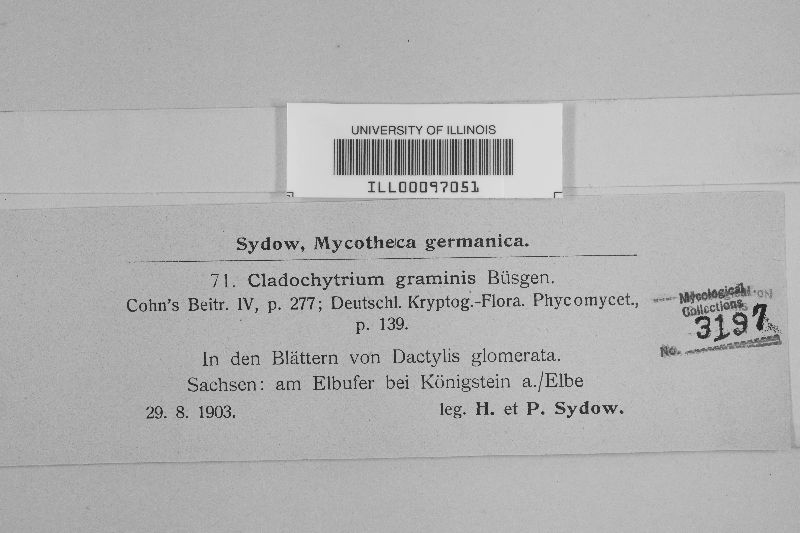 UNIVERSITY OF ILLINOIS
ILL00097051
Sydow, Mycotheca germanica.
71. Cladochytrium graminis Büsgen.
Cohn's Beitr. IV, p. 277; Deutschl. Kryptog.-Flora. Phycomycet.,
p. 139.
In den Blättern von Dactylis glomerata.
Sachsen: am Elbufer bei Königstein a./Elbe
29. 8. 1903. leg. H. et P. Sydow.
Mycological
Collections
No. 3197